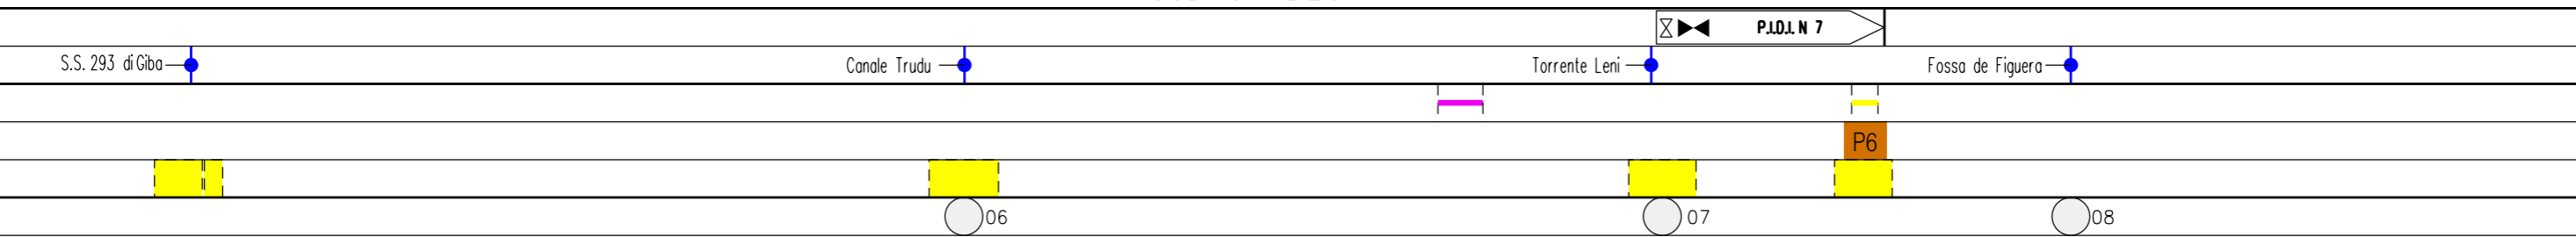 P.I.D.I. N 7
S.S. 293 di Giba
Canale Trudu
Torrente Leni
Fossa de Figuera
P6
06
07
08